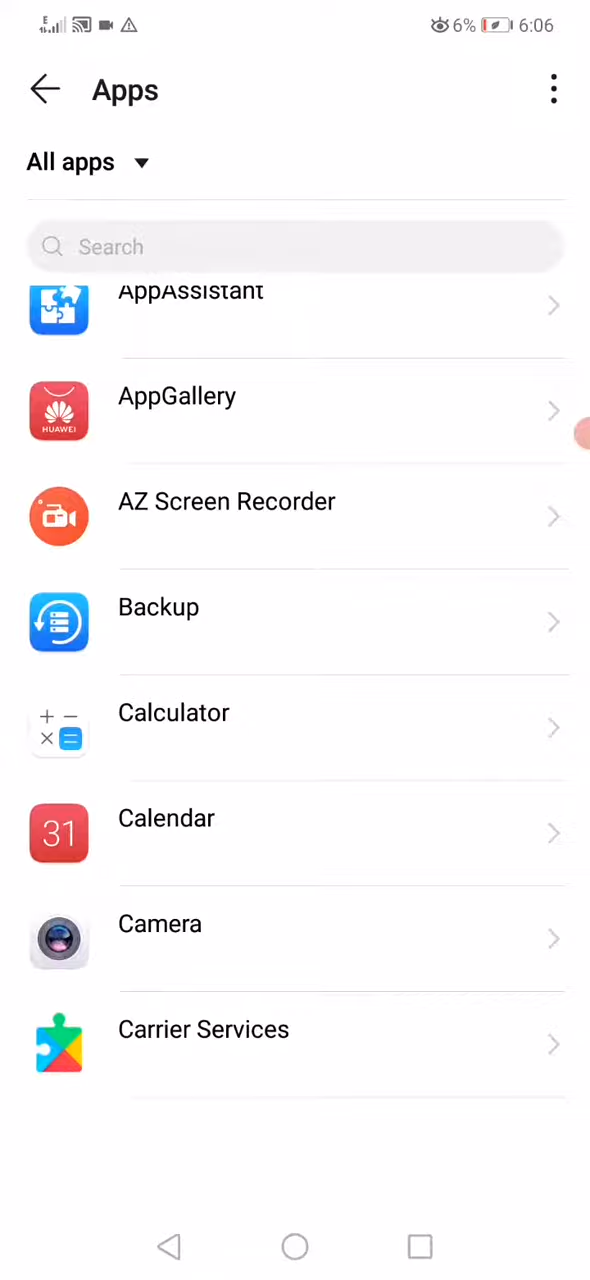 E
6% 6:06
Apps
All apps
Search
AppAssistant
AppGallery
HUAWEI
AZ Screen Recorder
Backup
Calculator
31
Calendar
Camera
Carrier Services